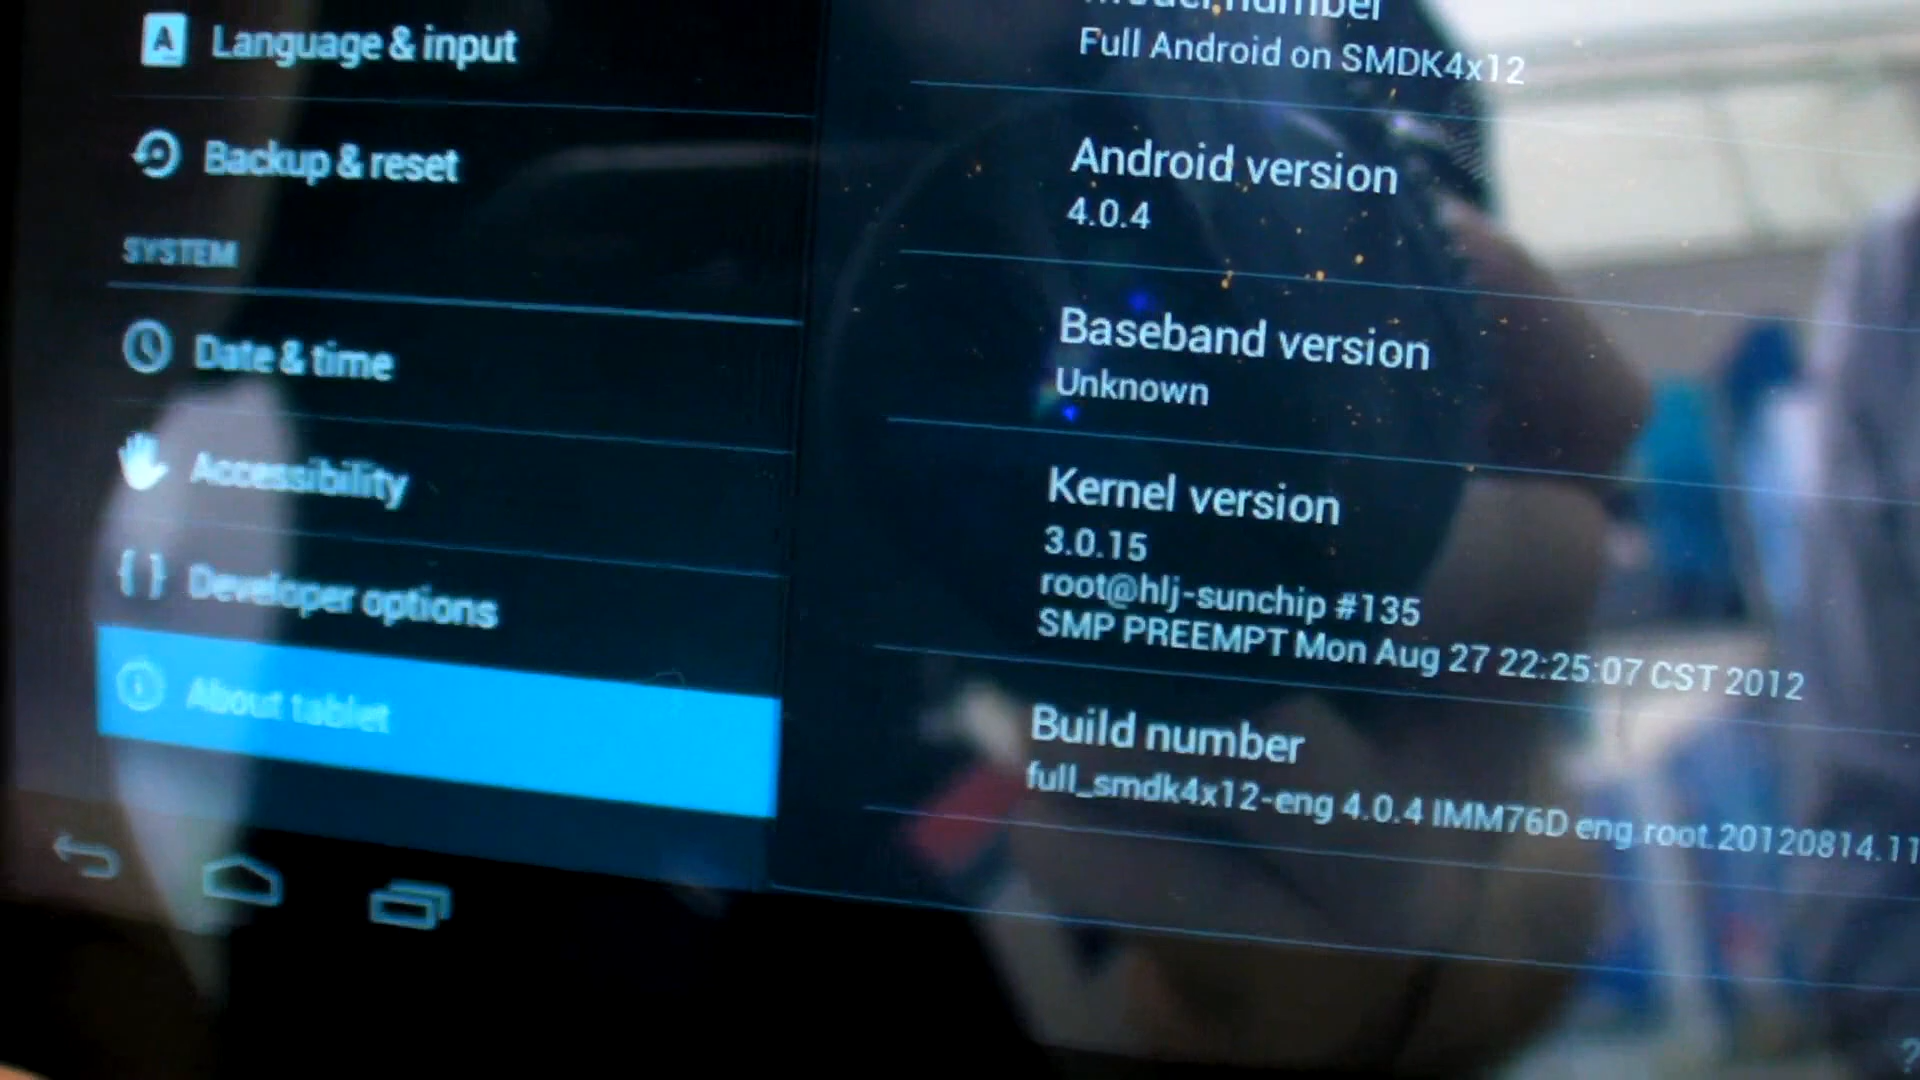 Language & input
Backup & reset
SYSTEM
Date & time
Accessibility
Developer options
About tablet
Model number
Full Android on SMDK4x12
Android version
4.0.4
Baseband version
Unknown
Kernel version
3.0.15
root@hlj-sunchip #135
SMP PREEMPT Mon Aug 27 22:25:07 CST 2012
Build number
full_smdk4x12-eng 4.0.4 IMM76D eng.root.20120814.11